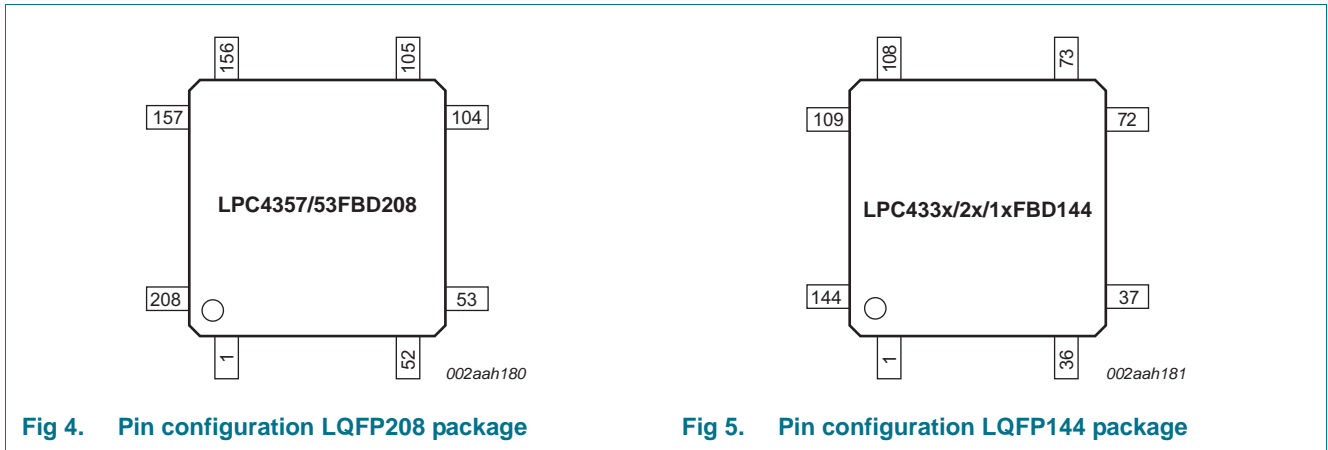 156
105
157
104
LPC4357/53FBD208
208
53
1
52
002aah180
Fig 4. Pin configuration LQFP208 package
108
73
109
72
LPC433x/2x/1xFBD144
144
37
1
36
002aah181
Fig 5. Pin configuration LQFP144 package